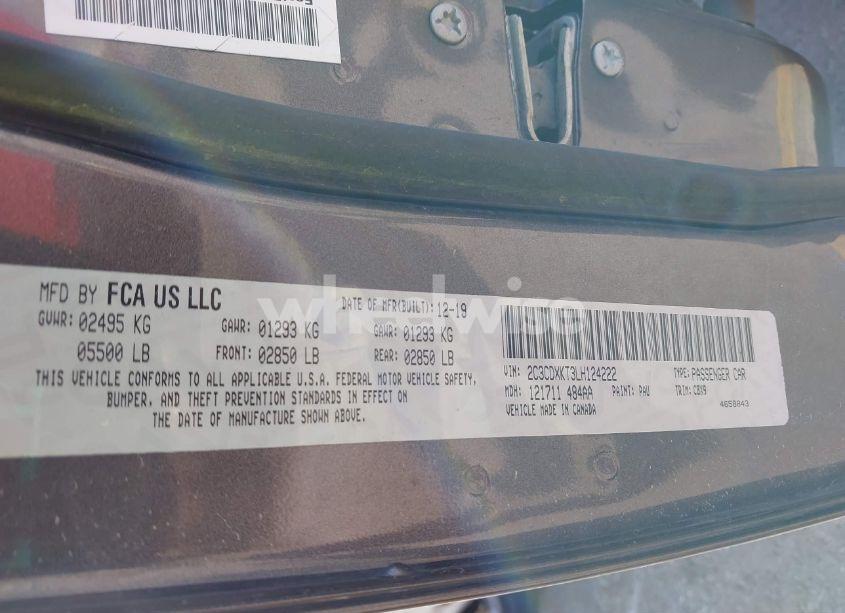 MFD BY FCA US LLC
DATE OF MFR(BUILT): 12-19
GVWR: 02495 KG
GAWR: 01293 KG
GAWR: 01293 KG
05500 LB
FRONT: 02850 LB
REAR: 02850 LB
THIS VEHICLE CONFORMS TO ALL APPLICABLE U.S.A. FEDERAL MOTOR VEHICLE SAFETY,
BUMPER, AND THEFT PREVENTION STANDARDS IN EFFECT ON
THE DATE OF MANUFACTURE SHOWN ABOVE.
VIN: 2C3CDXKT3LH124222
TYPE: PASSENGER CAR
MDH: 121711 484AA
PAINT: PAU
TRIM: CBX9
VEHICLE MADE IN CANADA
4658843
wheelwise